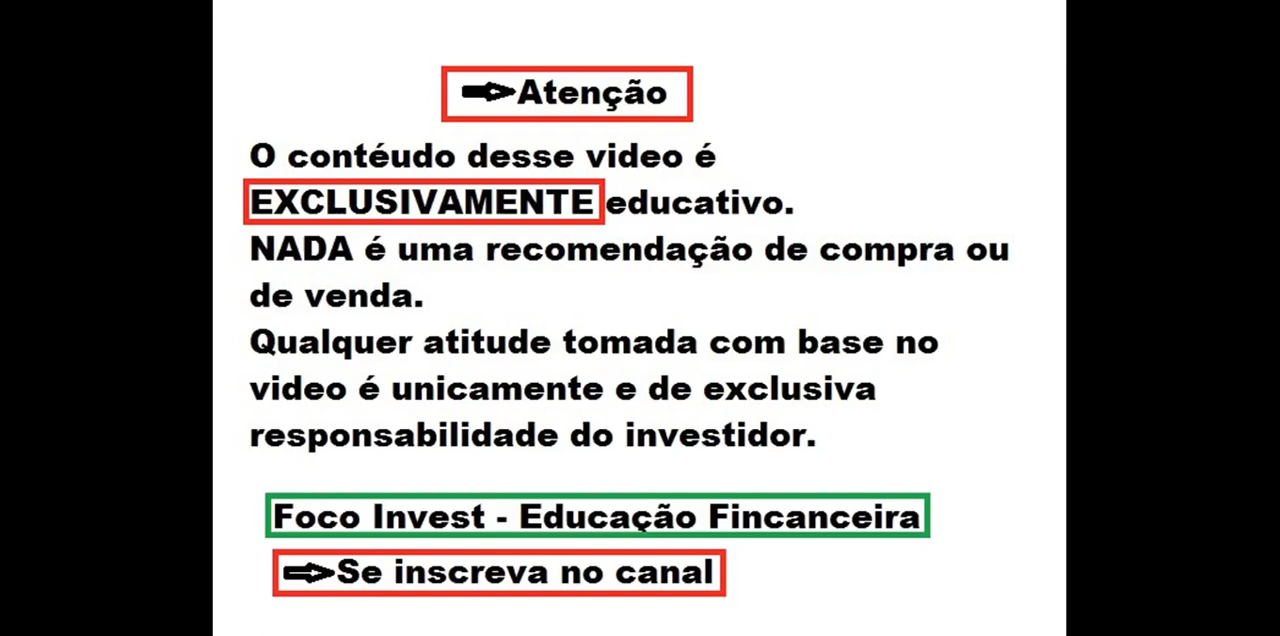 Atenção
O contéudo desse video é
EXCLUSIVAMENTE educativo.
NADA é uma recomendação de compra ou
de venda.
Qualquer atitude tomada com base no
video é unicamente e de exclusiva
responsabilidade do investidor.
Foco Invest - Educação Fincanceira
Se inscreva no canal